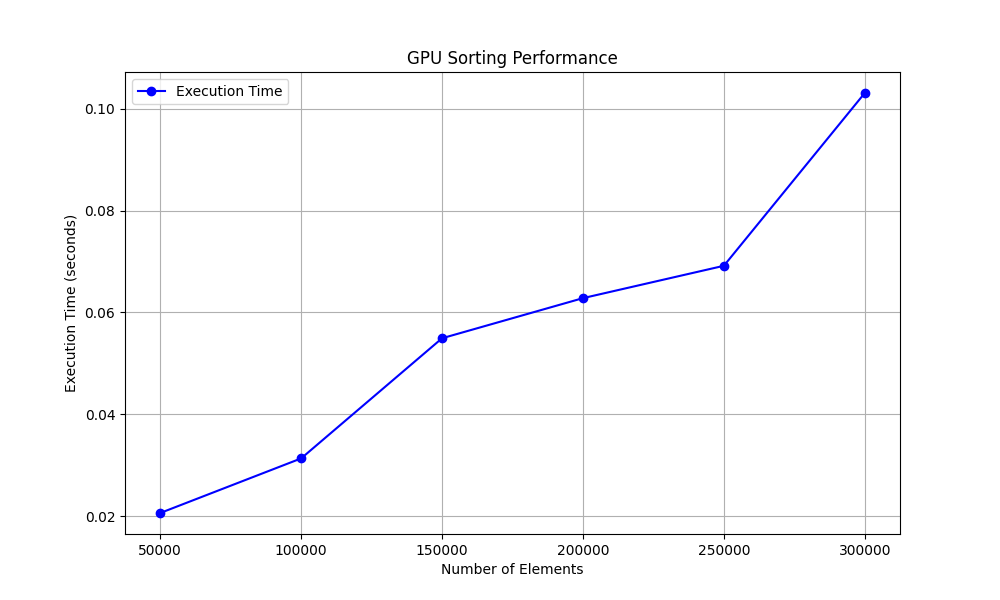 GPU Sorting Performance
Execution Time
0.10
0.08
0.06
0.04
0.02
Execution Time (seconds)
50000 100000 150000 200000 250000 300000
Number of Elements